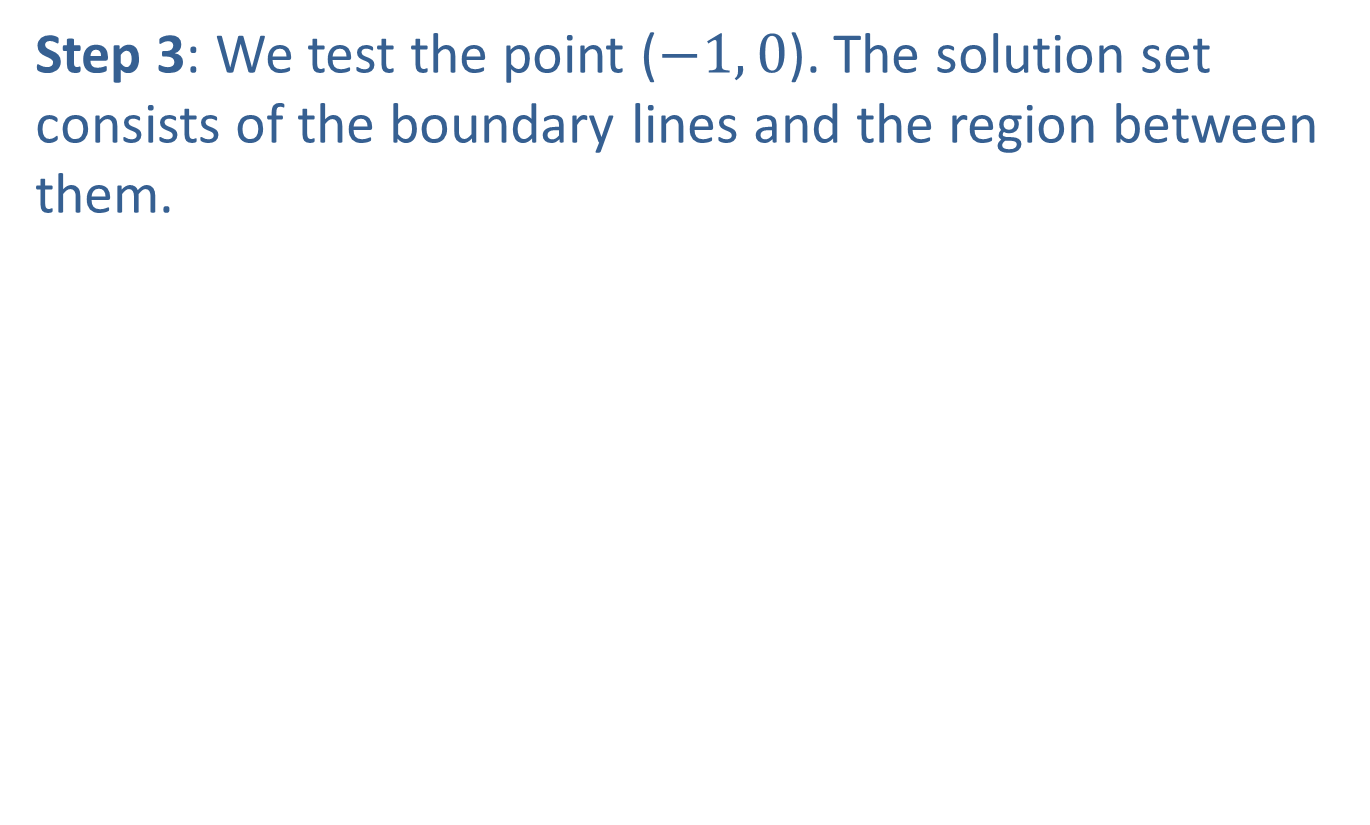 Step 3: We test the point (−1, 0). The solution set
consists of the boundary lines and the region between
them.